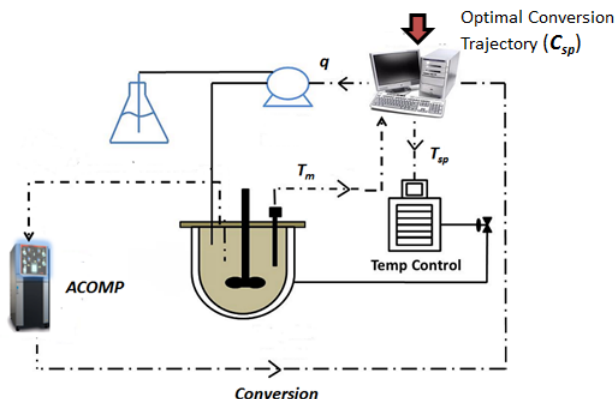 Optimal Conversion
Trajectory (Csp)
q
Tm
Tsp
Temp Control
ACOMP
Conversion